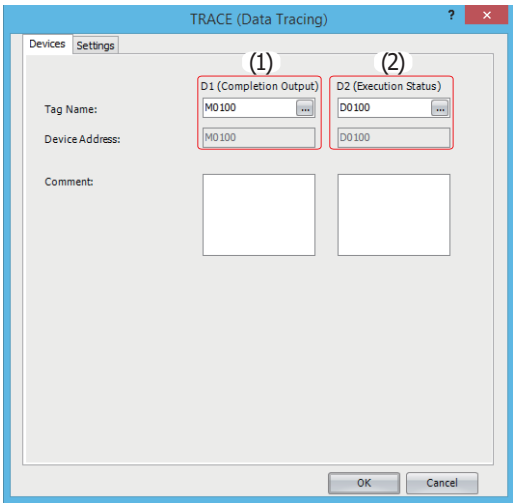 TRACE (Data Tracing)
?
×
Devices Settings
(1) (2)
D1 (Completion Output) D2 (Execution Status)
Tag Name: M0100 ... D0100 ...
Device Address: M0100 D0100
Comment:
OK Cancel